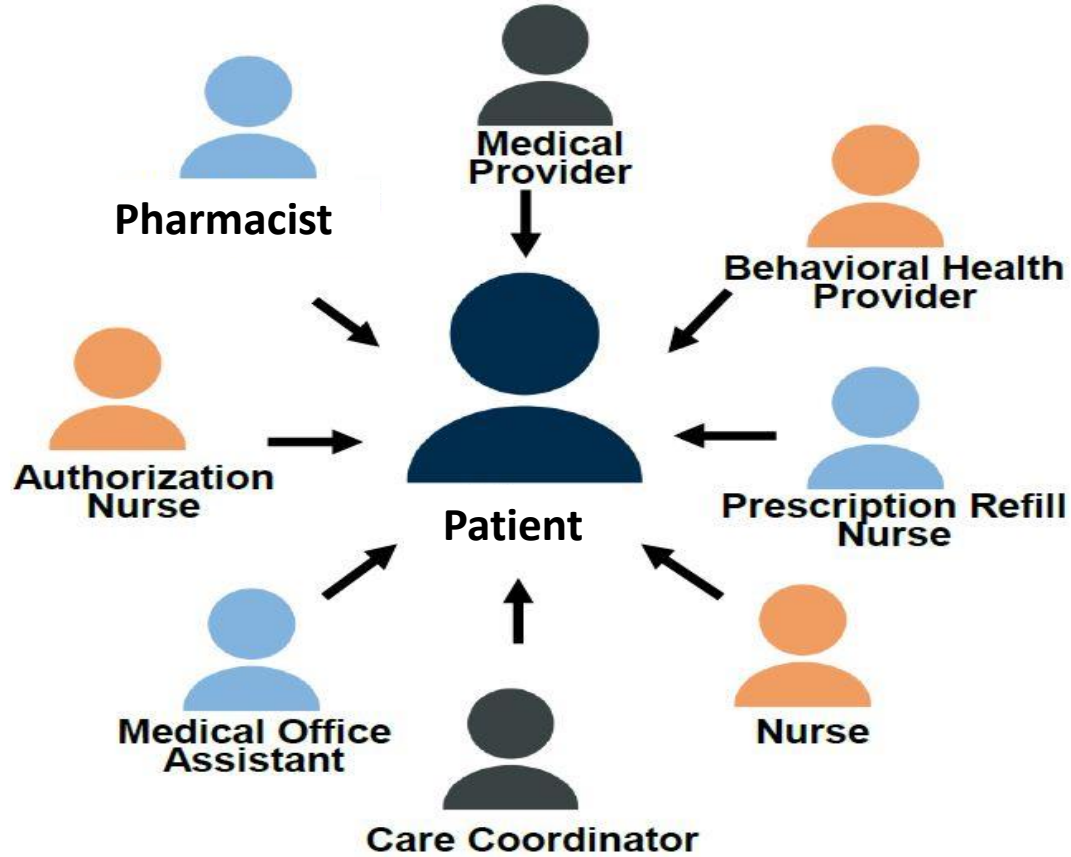 Medical
Provider
Pharmacist
Behavioral Health
Provider
Authorization
Nurse
Patient
Prescription Refill
Nurse
Medical Office
Assistant
Nurse
Care Coordinator